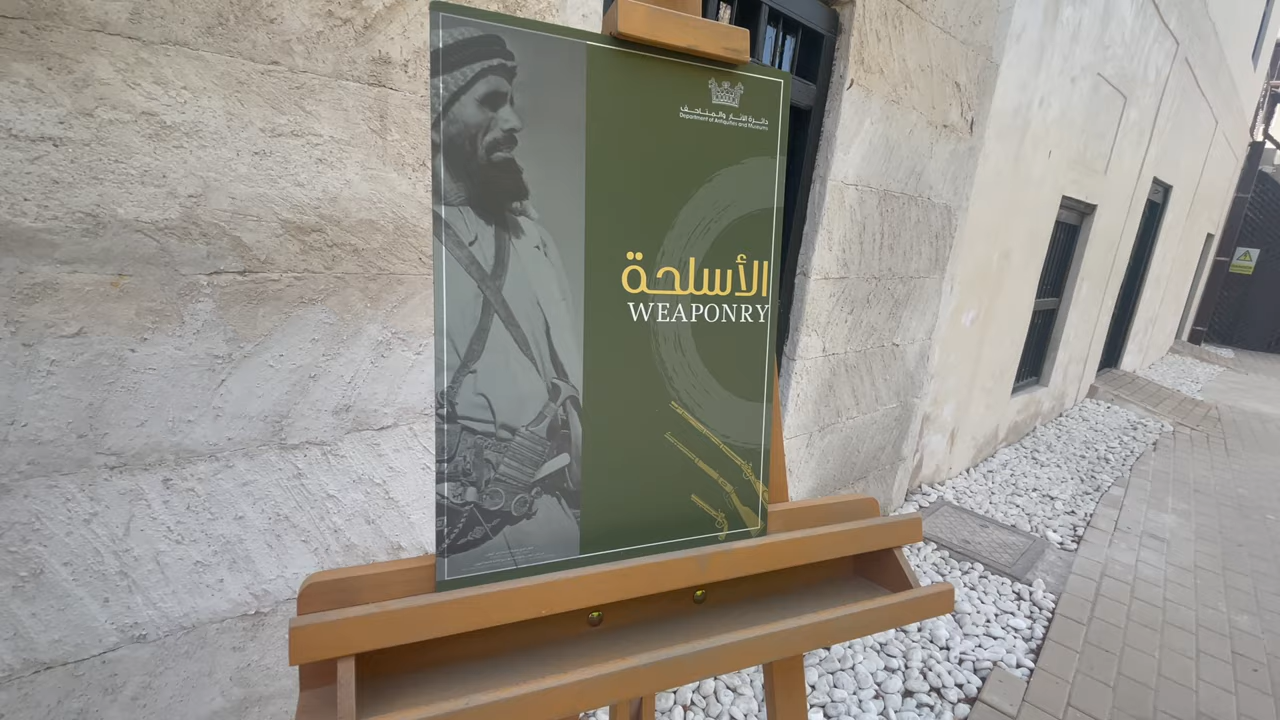 دائرة الآثار والمتاحف
Department of Antiquities and Museums
الأسلحة
WEAPONRY